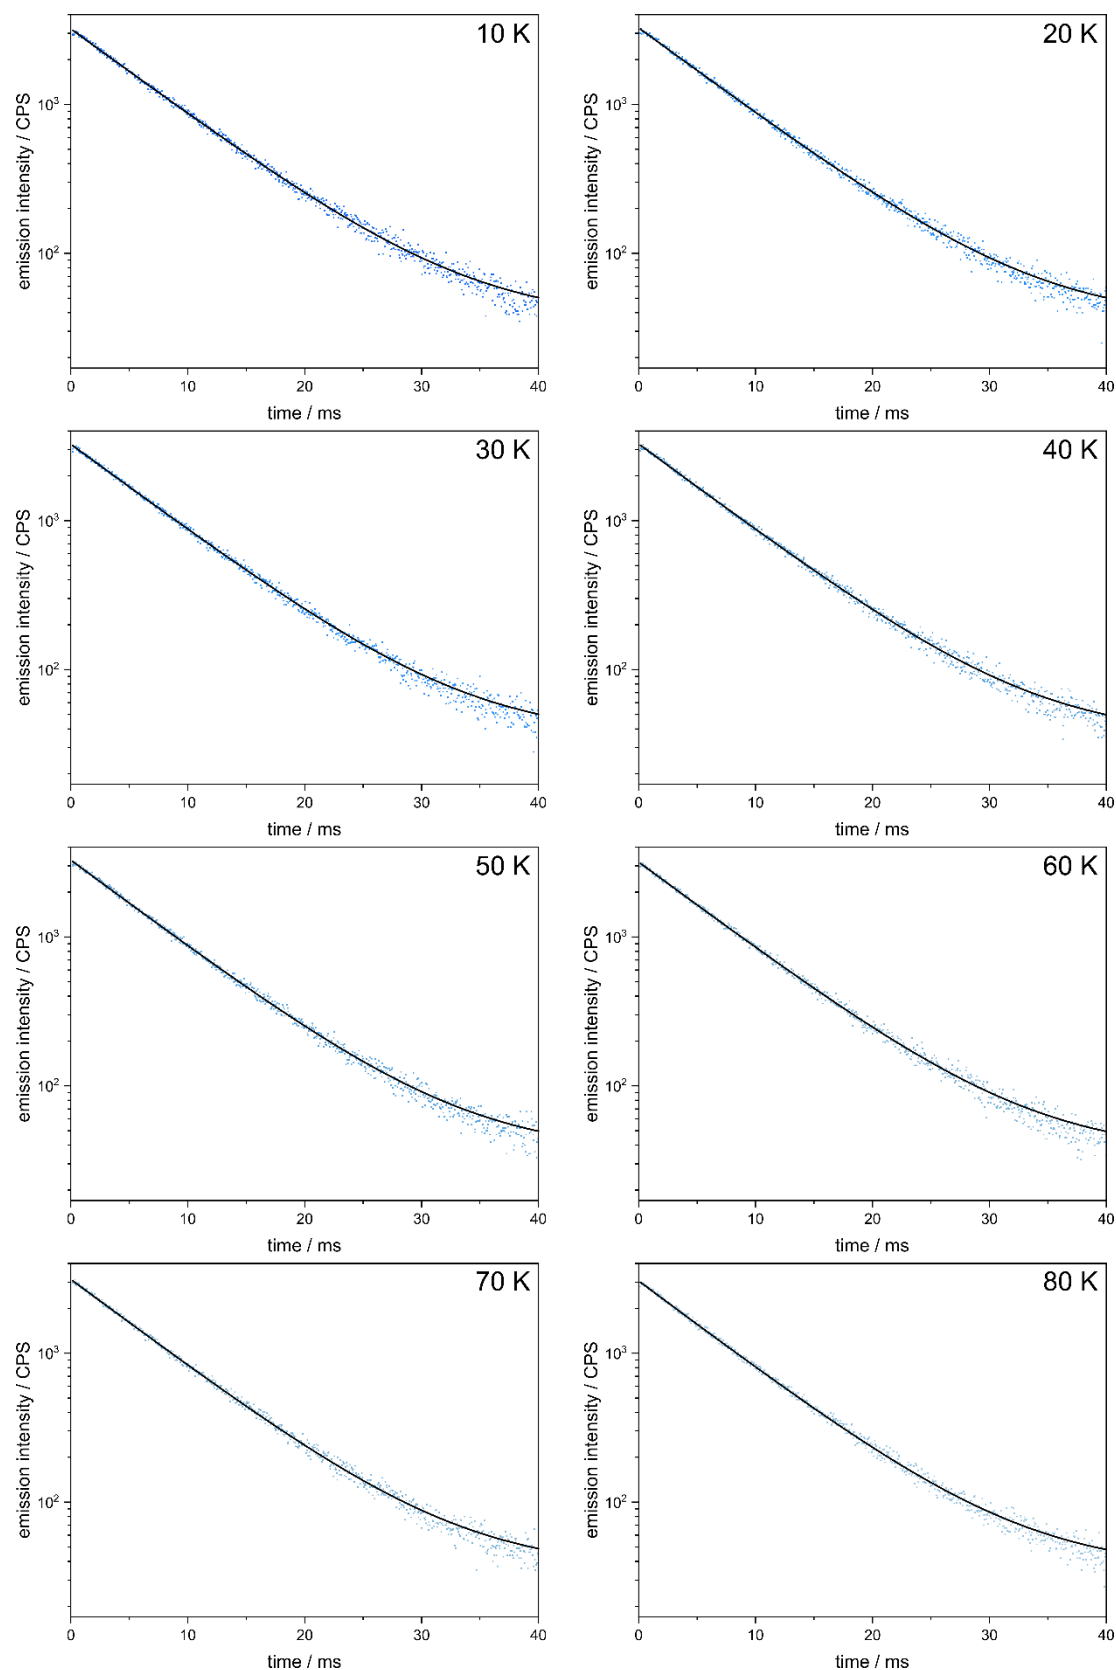 10 K
emission intensity / CPS
10³
10²
0 10 20 30 40
time / ms
20 K
emission intensity / CPS
10³
10²
0 10 20 30 40
time / ms
30 K
emission intensity / CPS
10³
10²
0 10 20 30 40
time / ms
40 K
emission intensity / CPS
10³
10²
0 10 20 30 40
time / ms
50 K
emission intensity / CPS
10³
10²
0 10 20 30 40
time / ms
60 K
emission intensity / CPS
10³
10²
0 10 20 30 40
time / ms
70 K
emission intensity / CPS
10³
10²
0 10 20 30 40
time / ms
80 K
emission intensity / CPS
10³
10²
0 10 20 30 40
time / ms